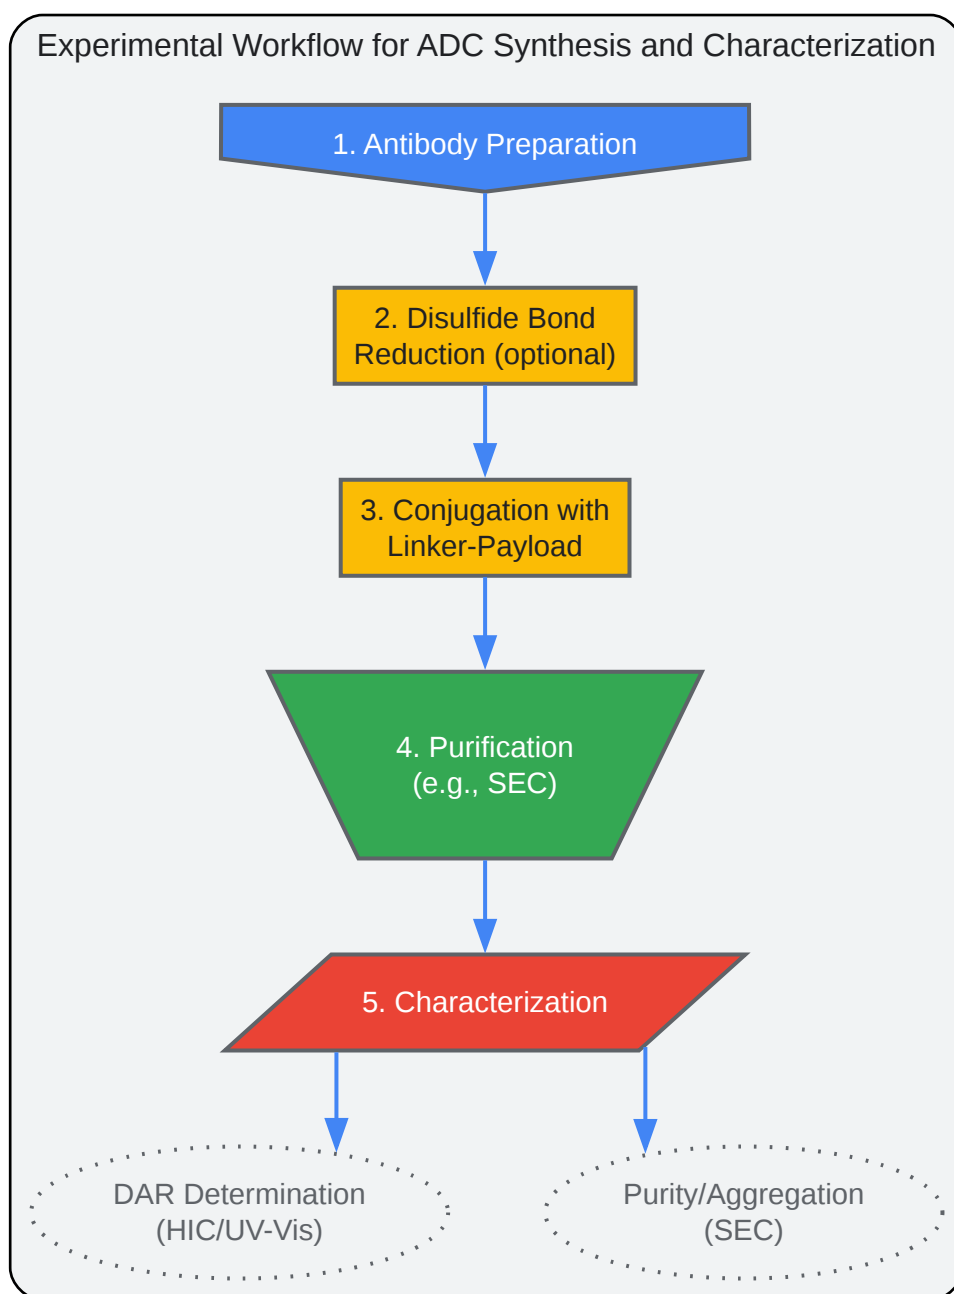 Experimental Workflow for ADC Synthesis and Characterization
1. Antibody Preparation
2. Disulfide Bond
Reduction (optional)
3. Conjugation with
Linker-Payload
4. Purification
(e.g., SEC)
5. Characterization
DAR Determination
(HIC/UV-Vis)
Purity/Aggregation
(SEC)